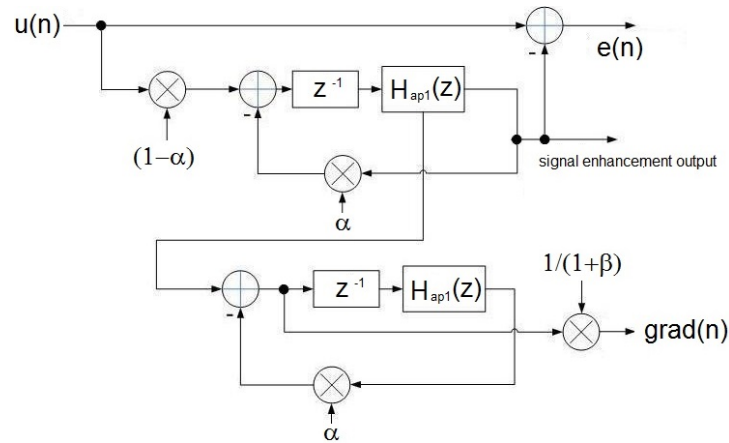 u(n)
e(n)
-
z -1
Hap1(z)
-
(1−α)
signal enhancement output
α
1/(1+β)
z -1
Hap1(z)
-
grad(n)
α